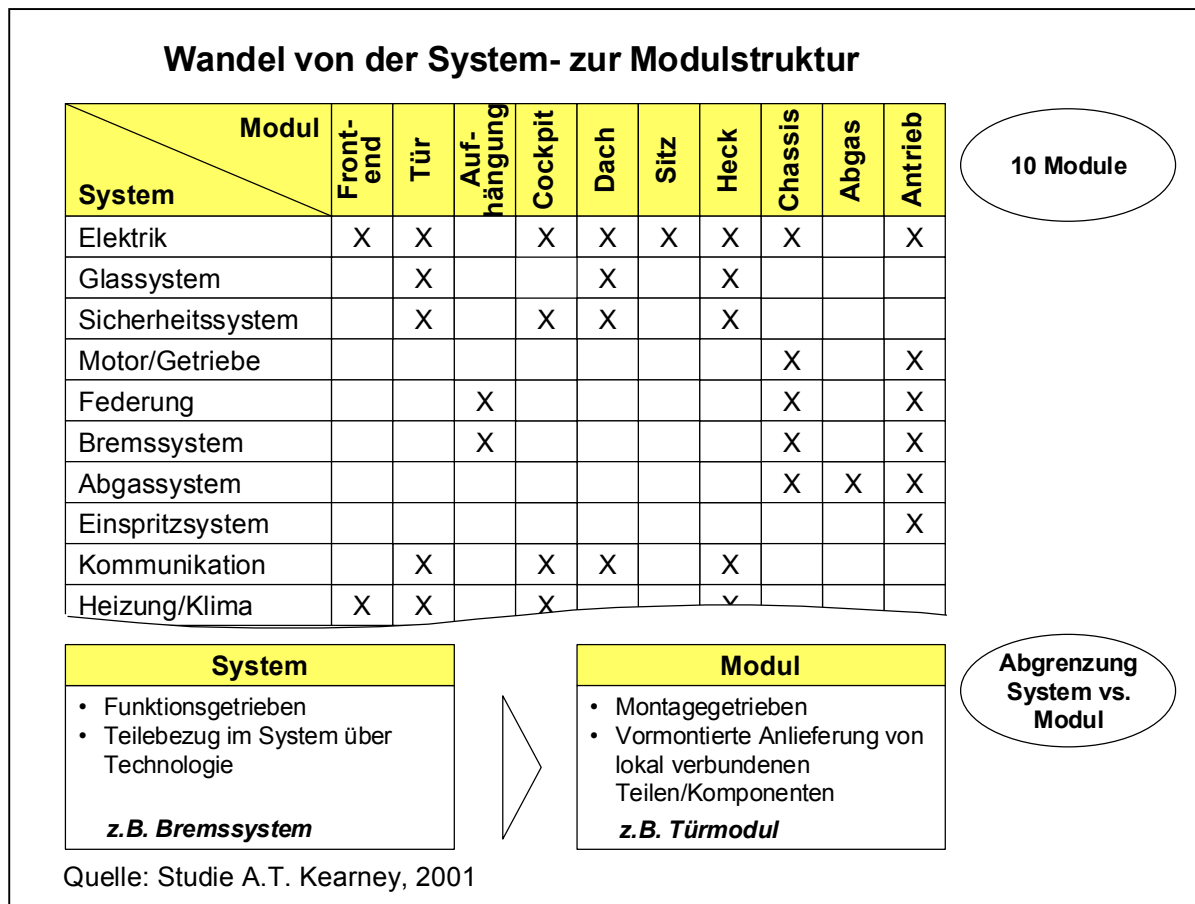 Wandel von der System- zur Modulstruktur
Modul
System
Front-
end
Tür
Auf-
hängung
Cockpit
Dach
Sitz
Heck
Chassis
Abgas
Antrieb
10 Module
Elektrik X X X X X X X X
Glassystem X X X
Sicherheitssystem X X X X
Motor/Getriebe X X
Federung X X X
Bremssystem X X X
Abgassystem X X X
Einspritzsystem X
Kommunikation X X X X
Heizung/Klima X X X X
System
• Funktionsgetrieben
• Teilebezug im System über
Technologie
z.B. Bremssystem
Modul
• Montagegetrieben
• Vormontierte Anlieferung von
lokal verbundenen
Teilen/Komponenten
z.B. Türmodul
Abgrenzung
System vs.
Modul
Quelle: Studie A.T. Kearney, 2001